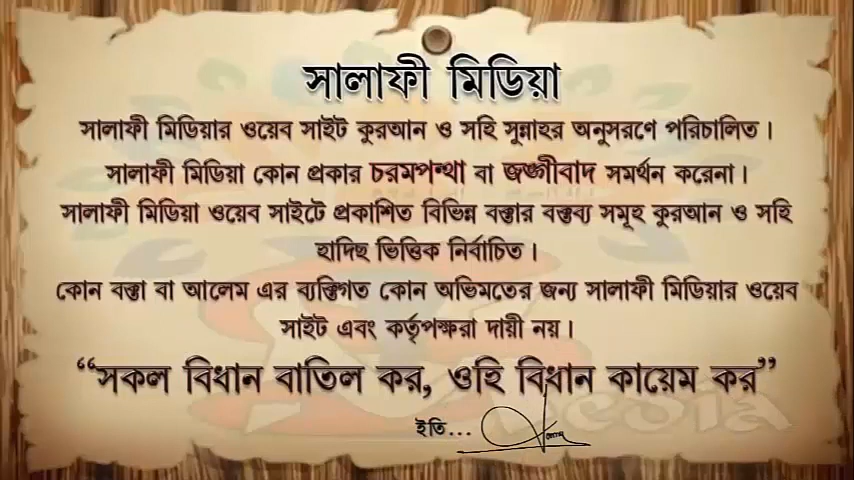 সালাফী মিডিয়া
সালাফী মিডিয়ার ওয়েব সাইট কুরআন ও সহি সুন্নাহর অনুসরণে পরিচালিত।
সালাফী মিডিয়া কোন প্রকার চরমপন্থা বা জঙ্গীবাদ সমর্থন করেনা।
সালাফী মিডিয়া ওয়েব সাইটে প্রকাশিত বিভিন্ন বক্তার বক্তব্য সমূহ কুরআন ও সহি
হাদিছ ভিত্তিক নির্বাচিত।
কোন বক্তা বা আলেম এর ব্যক্তিগত কোন অভিমতের জন্য সালাফী মিডিয়ার ওয়েব
সাইট এবং কর্তৃপক্ষরা দায়ী নয়।
“সকল বিধান বাতিল কর, ওহি বিধান কায়েম কর”
ইতি...